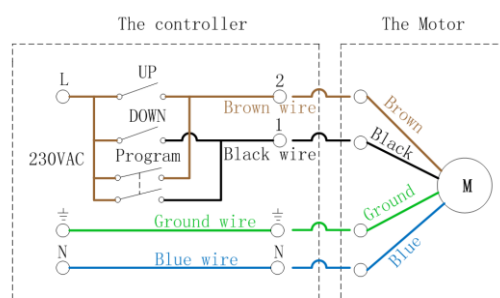 The controller
The Motor
L
UP
2
Brown wire
Brown
DOWN
1
Black
230VAC
Program
Black wire
M
Ground wire
Ground
N
Blue wire
N
Blue